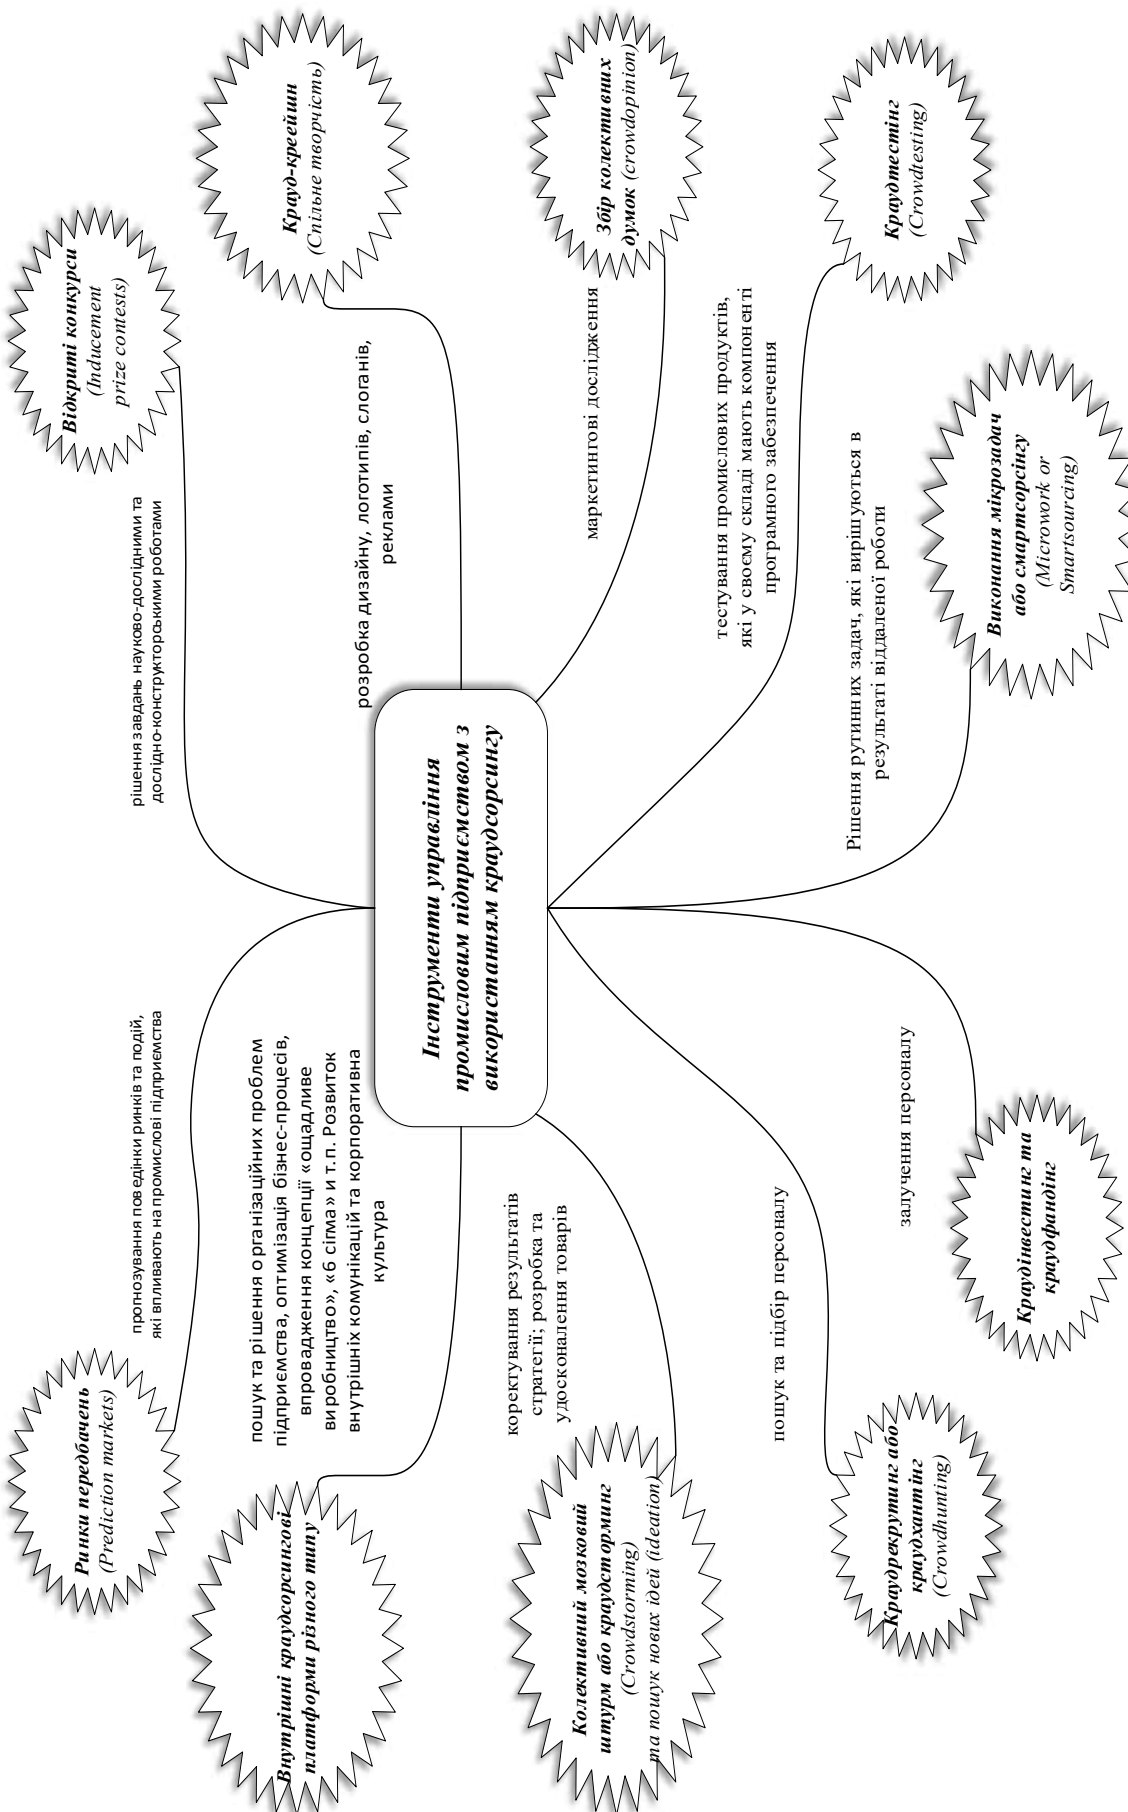 Ринки передбачень
(Prediction markets)
прогнозування поведінки ринків та подій,
які впливають на промислові підприємства
рішення завдань науково-дослідними та
дослідно-конструкторськими роботами
Відкриті конкурси
(Inducement
prize contests)
Внутрішні краудсорсингові
платформи різного типу
пошук та рішення організаційних проблем
підприємства, оптимізація бізнес-процесів,
впровадження концепції «ощадливе
виробництво», «6 сігма» и т.п. Розвиток
внутрішніх комунікацій та корпоративна
культура
розробка дизайну, логотипів, слоганів,
реклами
Крауд-креейшн
(Спільне творчість)
Інструменти управління
промисловим підприємством з
використанням краудсорсингу
Колективний мозковий
штурм або краудсторминг
(Crowdstorming)
та пошук нових ідей (ideation)
коректування результатів
стратегії; розробка та
удосконалення товарів
маркетингові дослідження
Збір колективних
думок (crowdopinion)
Краудрекрутинг або
краудхантінг
(Crowdhunting)
пошук та підбір персоналу
тестування промислових продуктів,
які у своєму складі мають компоненті
програмного забезпечення
Краудтестінг
(Crowdtesting)
Краудінвестинг та
краудфандінг
залучення персоналу
Рішення рутинних задач, які вирішуються в
результаті віддаленої роботи
Виконання мікрозадач
або смартсорсінгу
(Microwork or
Smartsourcing)